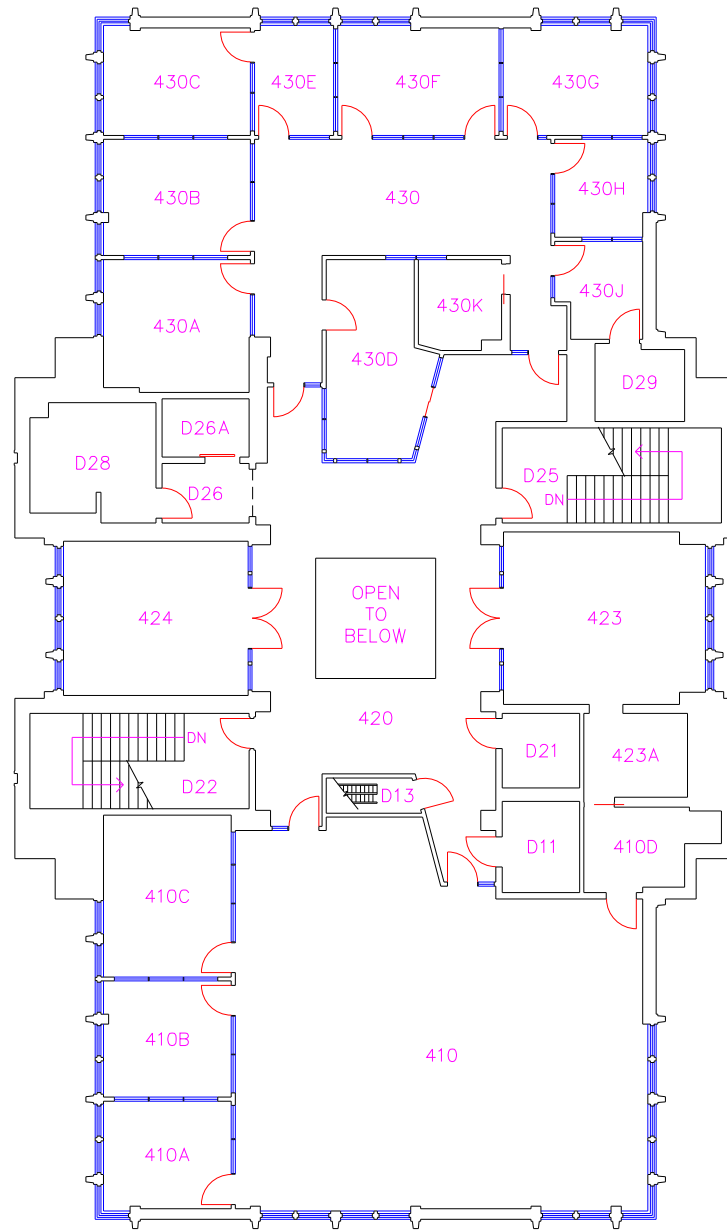 430C
430E
430F
430G
430B
430
430H
430A
430K
430J
430D
D29
D26A
D28
D26
D25
DN
OPEN
TO
BELOW
424
423
420
DN
D21
423A
D22
D13
D11
410D
410C
410B
410
410A